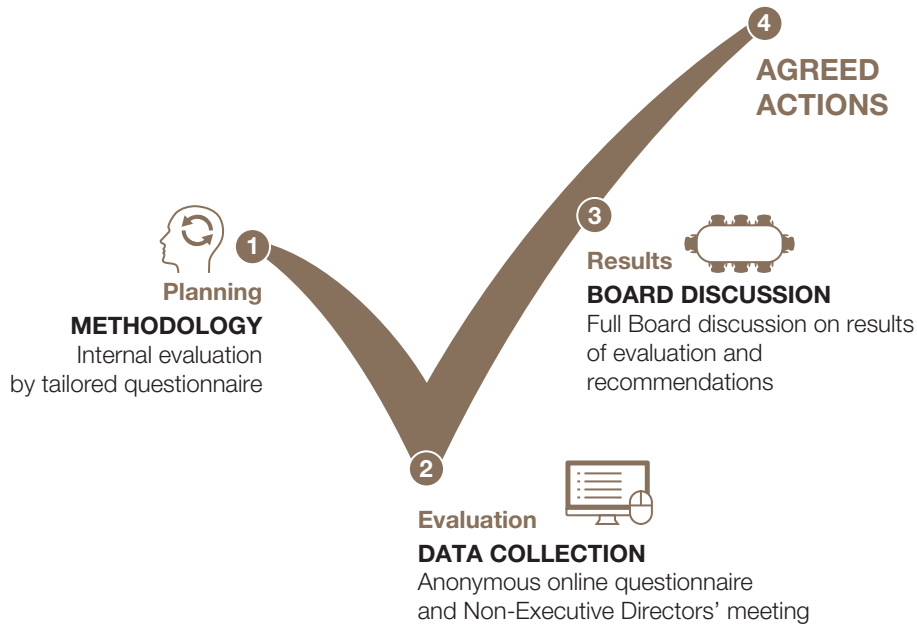 1
Planning
METHODOLOGY
Internal evaluation
by tailored questionnaire
2
Evaluation
DATA COLLECTION
Anonymous online questionnaire
and Non-Executive Directors’ meeting
3
Results
BOARD DISCUSSION
Full Board discussion on results
of evaluation and
recommendations
4
AGREED
ACTIONS